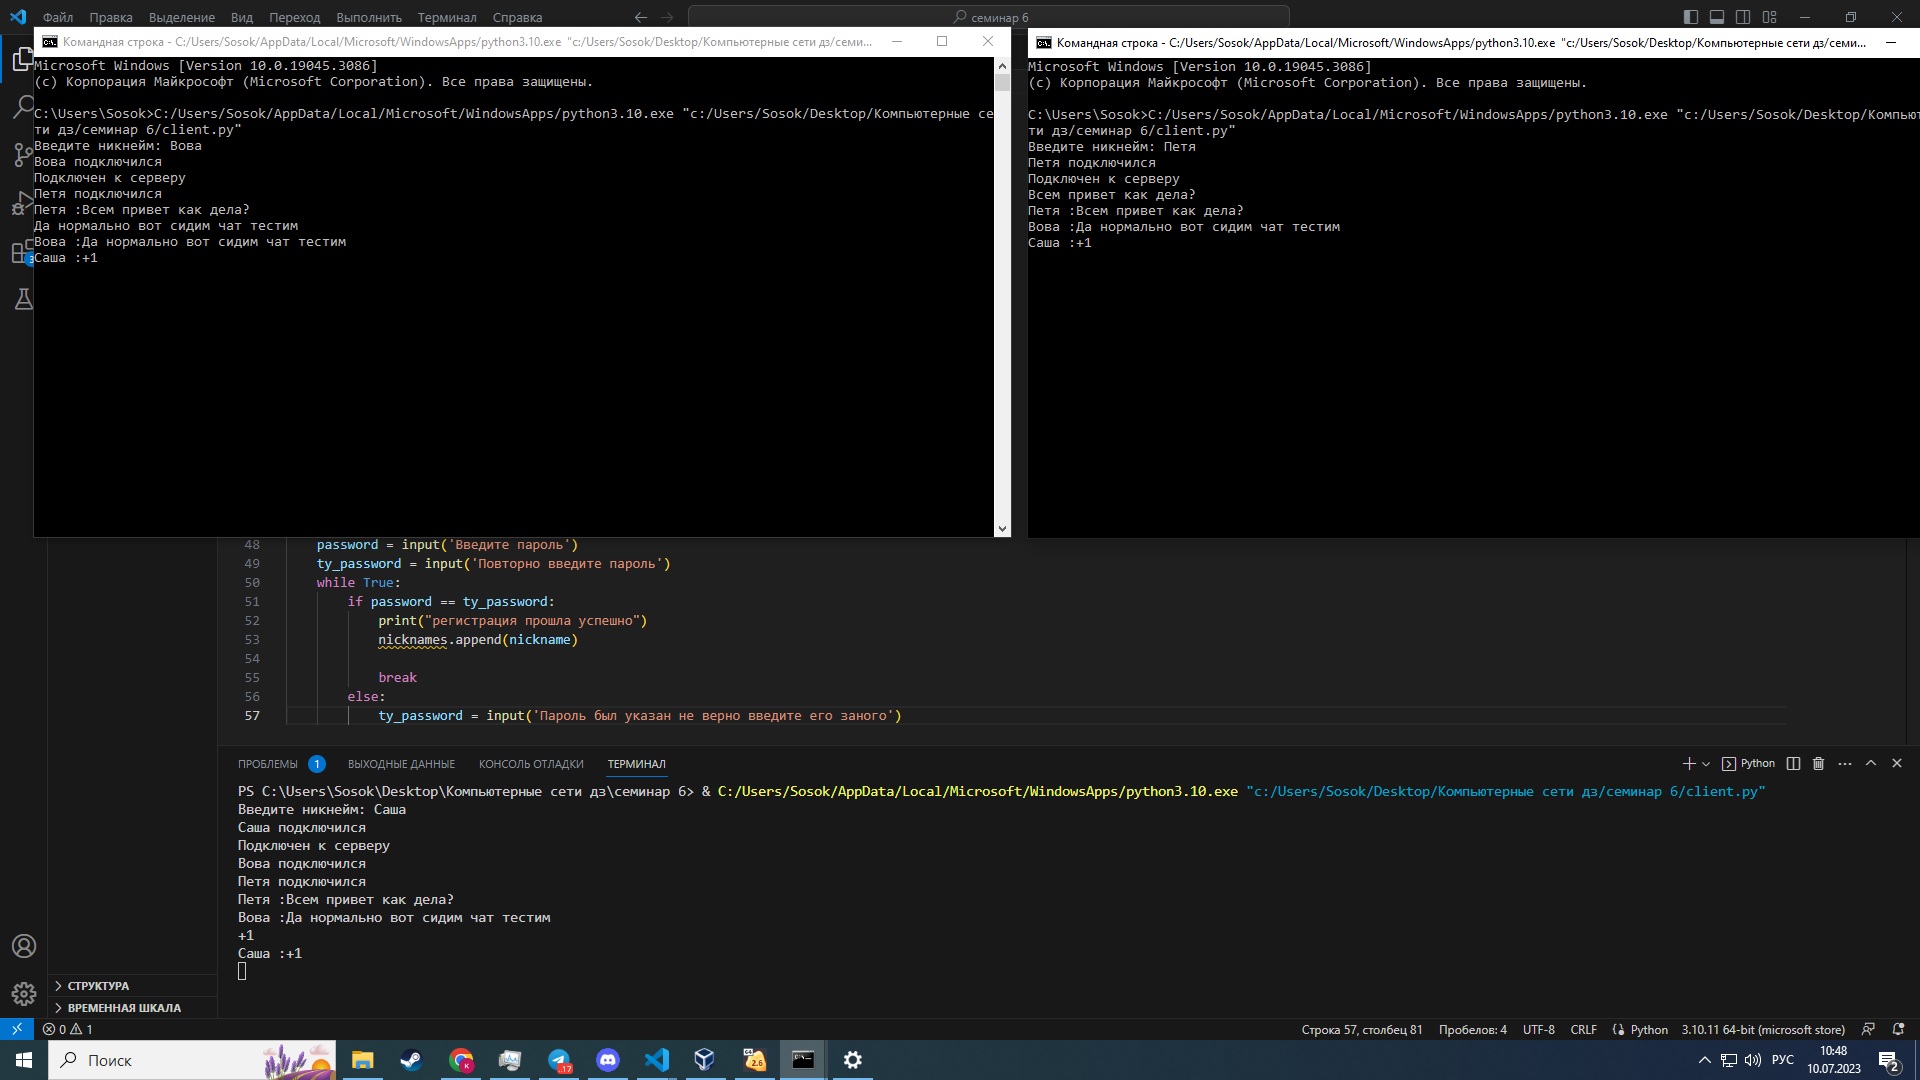 Файл Правка Выделение Вид Переход Выполнить Терминал Справка
семинар 6
Командная строка - C:/Users/Sosok/AppData/Local/Microsoft/WindowsApps/python3.10.exe "c:/Users/Sosok/Desktop/Компьютерные сети дз/семи...
Microsoft Windows [Version 10.0.19045.3086]
(c) Корпорация Майкрософт (Microsoft Corporation). Все права защищены.
C:\Users\Sosok>C:/Users/Sosok/AppData/Local/Microsoft/WindowsApps/python3.10.exe "c:/Users/Sosok/Desktop/Компьютерные се
ти дз/семинар 6/client.py"
Введите никнейм: Вова
Вова подключился
Подключен к серверу
Петя подключился
Петя :Всем привет как дела?
Да нормально вот сидим чат тестим
Вова :Да нормально вот сидим чат тестим
Саша :+1
Командная строка - C:/Users/Sosok/AppData/Local/Microsoft/WindowsApps/python3.10.exe "c:/Users/Sosok/Desktop/Компьютерные сети дз/семи...
Microsoft Windows [Version 10.0.19045.3086]
(c) Корпорация Майкрософт (Microsoft Corporation). Все права защищены.
C:\Users\Sosok>C:/Users/Sosok/AppData/Local/Microsoft/WindowsApps/python3.10.exe "c:/Users/Sosok/Desktop/Компьют
ти дз/семинар 6/client.py"
Введите никнейм: Петя
Петя подключился
Подключен к серверу
Всем привет как дела?
Петя :Всем привет как дела?
Вова :Да нормально вот сидим чат тестим
Саша :+1
48 password = input('Введите пароль')
49 ty_password = input('Повторно введите пароль')
50 while True:
51 if password == ty_password:
52 print("регистрация прошла успешно")
53 nicknames.append(nickname)
54
55 break
56 else:
57 ty_password = input('Пароль был указан не верно введите его заного')
ПРОБЛЕМЫ 1 ВЫХОДНЫЕ ДАННЫЕ КОНСОЛЬ ОТЛАДКИ ТЕРМИНАЛ
Python
PS C:\Users\Sosok\Desktop\Компьютерные сети дз\семинар 6> & C:/Users/Sosok/AppData/Local/Microsoft/WindowsApps/python3.10.exe "c:/Users/Sosok/Desktop/Компьютерные сети дз/семинар 6/client.py"
Введите никнейм: Саша
Саша подключился
Подключен к серверу
Вова подключился
Петя подключился
Петя :Всем привет как дела?
Вова :Да нормально вот сидим чат тестим
+1
Саша :+1
СТРУКТУРА
ВРЕМЕННАЯ ШКАЛА
0 1
Строка 57, столбец 81 Пробелов: 4 UTF-8 CRLF Python 3.10.11 64-bit (microsoft store)
Поиск
.17
64 2.6
РУС
10:48
10.07.2023
2